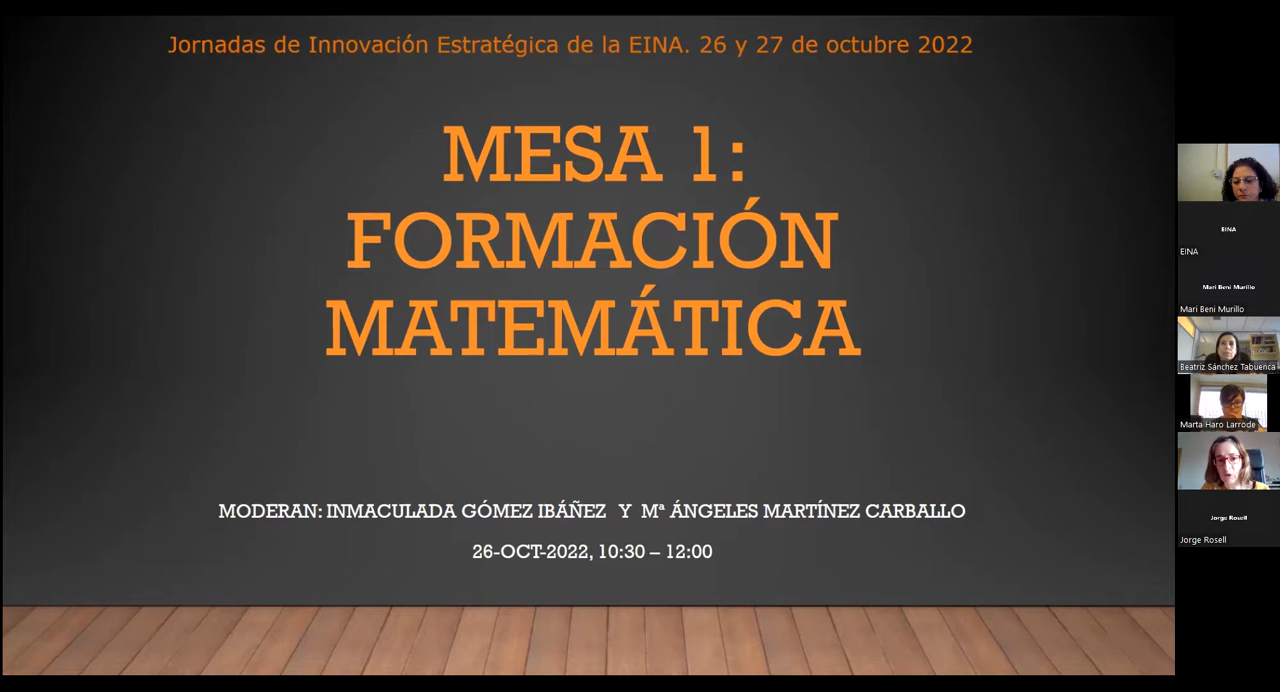 Jornadas de Innovación Estratégica de la EINA. 26 y 27 de octubre 2022
MESA 1:
FORMACIÓN
MATEMÁTICA
MODERAN: INMACULADA GÓMEZ IBÁÑEZ Y Mª ÁNGELES MARTÍNEZ CARBALLO
26-OCT-2022, 10:30 – 12:00
EINA
EINA
Mari Beni Murillo
Mari Beni Murillo
Beatriz Sánchez Tabuenca
Marta Haro Larrode
Jorge Rosell
Jorge Rosell